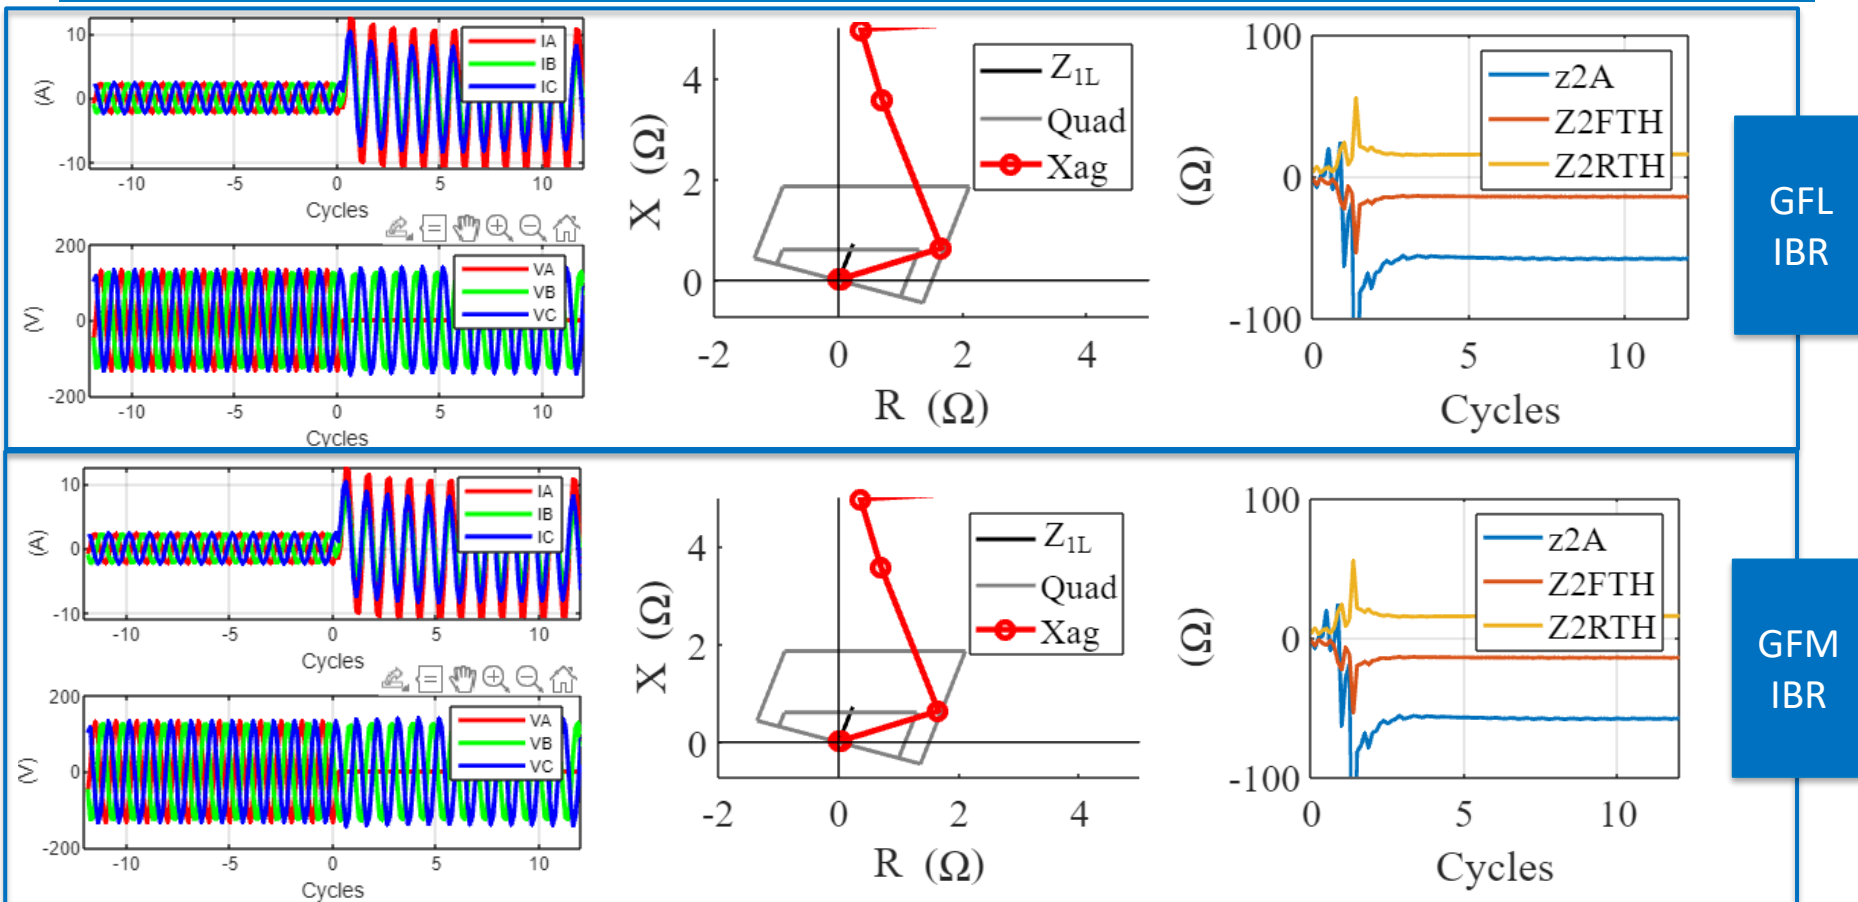 10
0
-10
(A)
IA
IB
IC
-10
-5
0
5
10
Cycles
200
0
-200
(V)
VA
VB
VC
-10
-5
0
5
10
Cycles
4
2
0
X (Ω)
Z1L
Quad
Xag
-2
0
2
4
R (Ω)
100
0
-100
(Ω)
z2A
Z2FTH
Z2RTH
0
5
10
Cycles
GFL
IBR
10
0
-10
(A)
IA
IB
IC
-10
-5
0
5
10
Cycles
200
0
-200
(V)
VA
VB
VC
-10
-5
0
5
10
Cycles
4
2
0
X (Ω)
Z1L
Quad
Xag
-2
0
2
4
R (Ω)
100
0
-100
(Ω)
z2A
Z2FTH
Z2RTH
0
5
10
Cycles
GFM
IBR